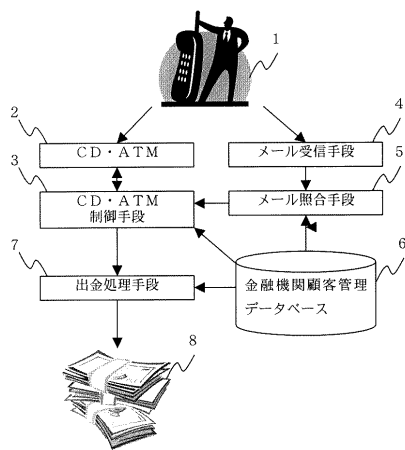 1
2
CD・ATM
4
メール受信手段
3
CD・ATM
制御手段
5
メール照合手段
7
出金処理手段
6
金融機関顧客管理
データベース
8